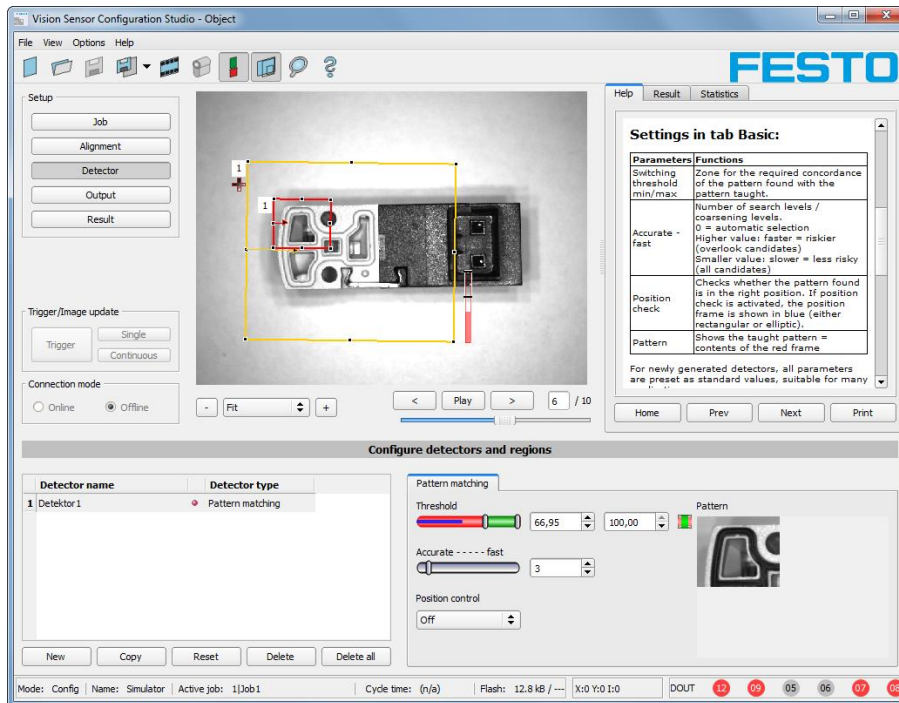 Vision Sensor Configuration Studio - Object
File View Options Help
FESTO
Setup
Job
Alignment
Detector
Output
Result
Trigger/Image update
Trigger
Single
Continuous
Connection mode
Online Offline
1
1
- Fit +
< Play > 6 / 10
Help Result Statistics
Settings in tab Basic:
Parameters Functions
Switching threshold min/max
Zone for the required concordance
of the pattern found with the
pattern taught.
Accurate - fast
Number of search levels /
coarsening levels.
0 = automatic selection
Higher value: faster = riskier
(overlook candidates)
Smaller value: slower = less risky
(all candidates)
Position check
Checks whether the pattern found
is in the right position. If position
check is activated, the position
frame is shown in blue (either
rectangular or elliptic).
Pattern
Shows the taught pattern =
contents of the red frame
For newly generated detectors, all parameters
are preset as standard values, suitable for many
Home Prev Next Print
Configure detectors and regions
Detector name Detector type
1 Detektor1 Pattern matching
New Copy Reset Delete Delete all
Pattern matching
Threshold
66,95 100,00
Accurate - - - - - fast
3
Position control
Off
Pattern
Mode: Config Name: Simulator Active job: 1|Job1 Cycle time: (n/a) Flash: 12.8 kB / --- X:0 Y:0 I:0 DOUT 12 09 05 06 07 08